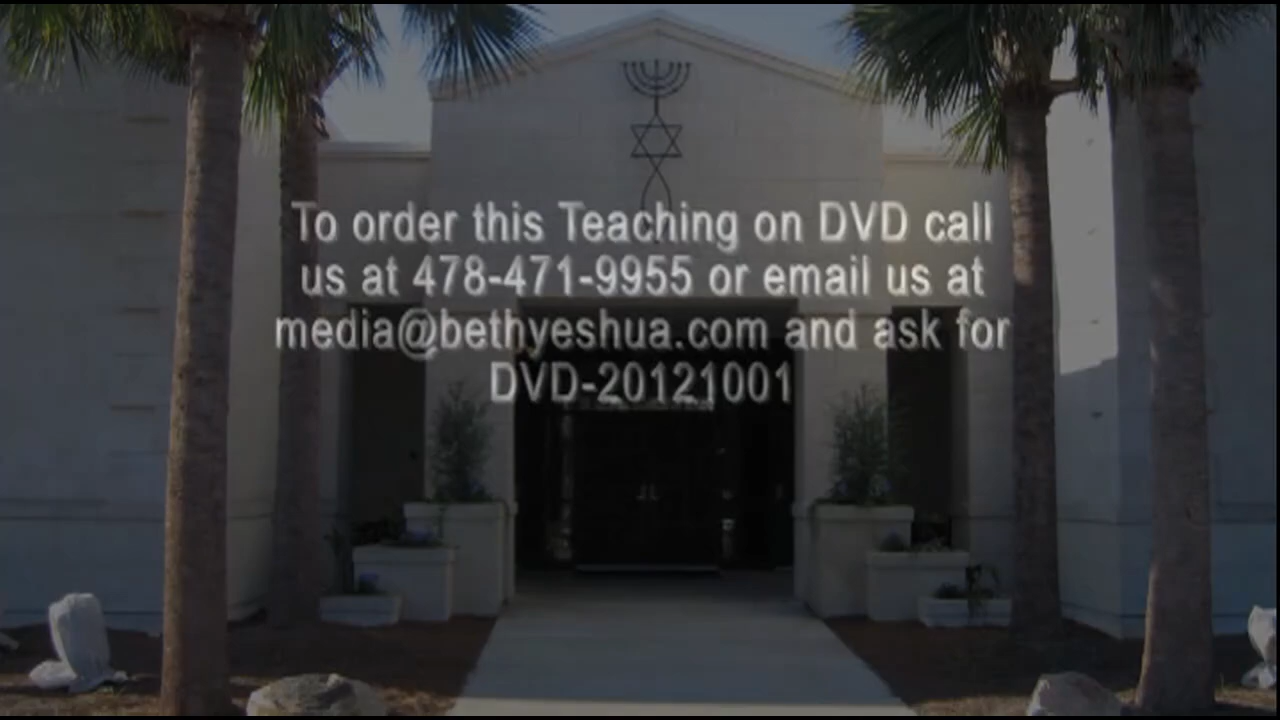 To order this Teaching on DVD call
us at 478-471-9955 or email us at
media@bethyeshua.com and ask for
DVD-20121001